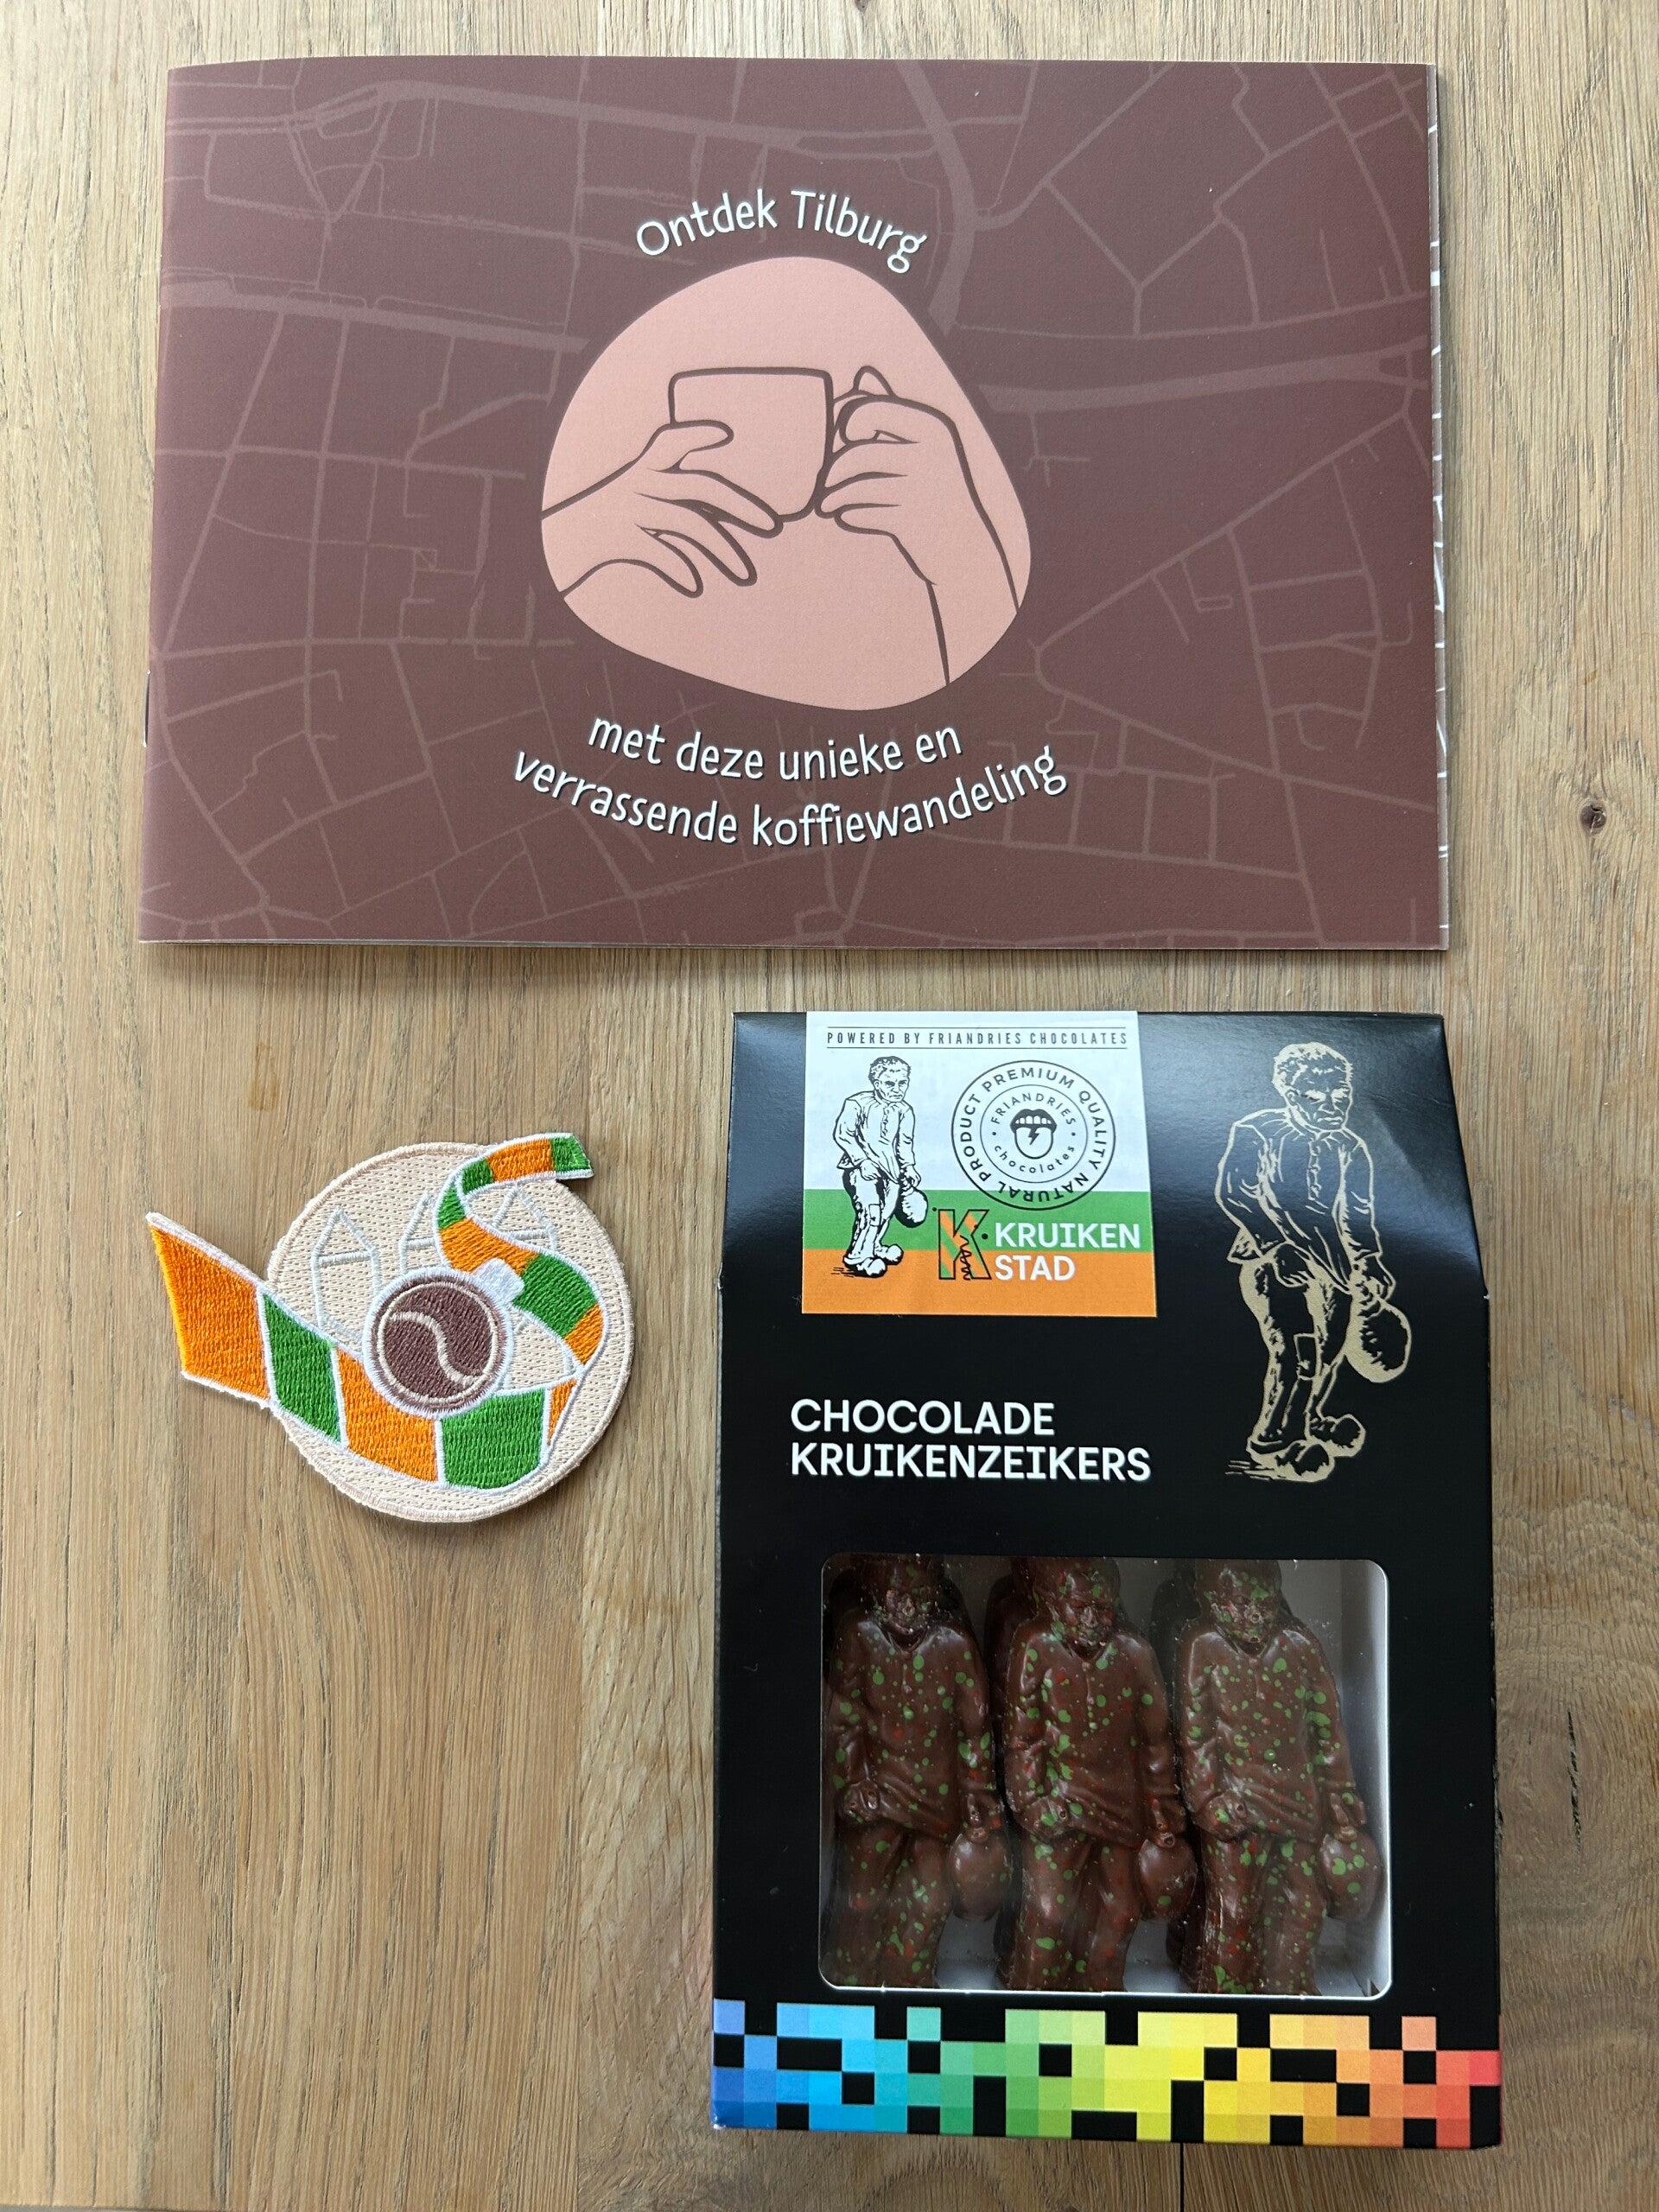 Ontdek Tilburg
met deze unieke en
verrassende koffiewandeling
POWERED BY FRIANDRIES CHOCOLATES
PREMIUM QUALITY NATURAL PRODUCT
FRIANDRIES
chocolates
K KRUIKEN
STAD
CHOCOLADE
KRUIKENZEIKERS